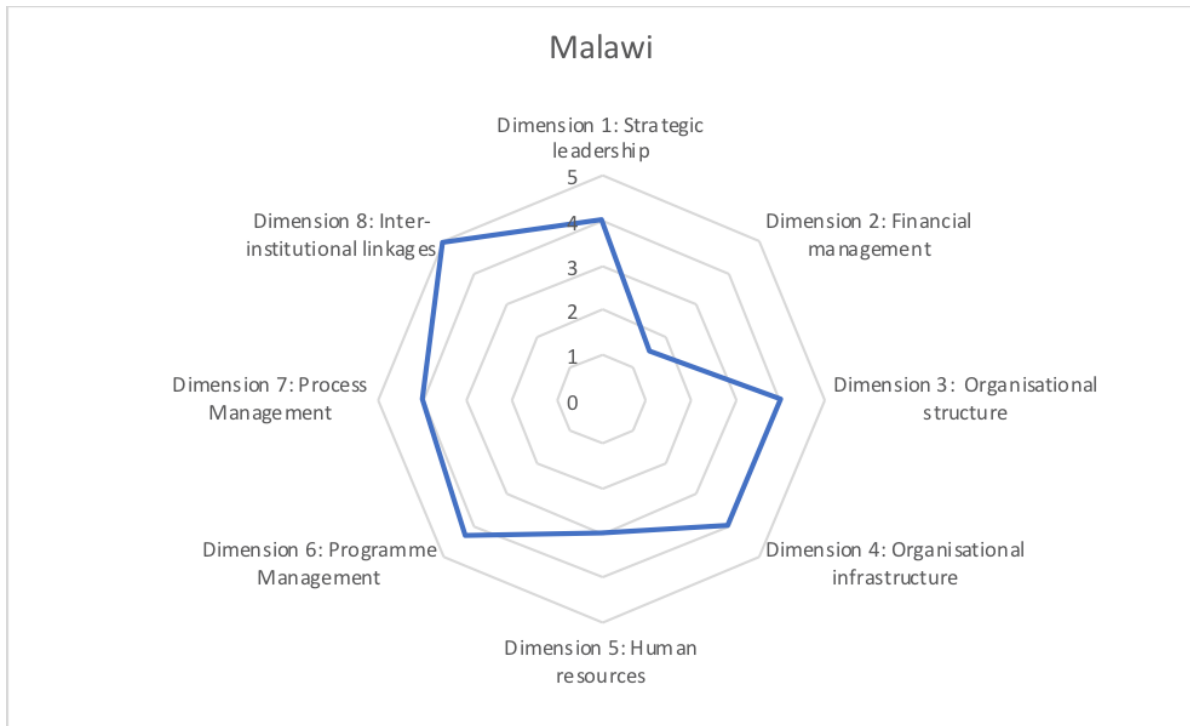 Malawi
Dimension 1: Strategic
leadership
5
4
3
2
1
0
Dimension 2: Financial
management
Dimension 3: Organisational
structure
Dimension 4: Organisational
infrastructure
Dimension 5: Human
resources
Dimension 6: Programme
Management
Dimension 7: Process
Management
Dimension 8: Inter-
institutional linkages